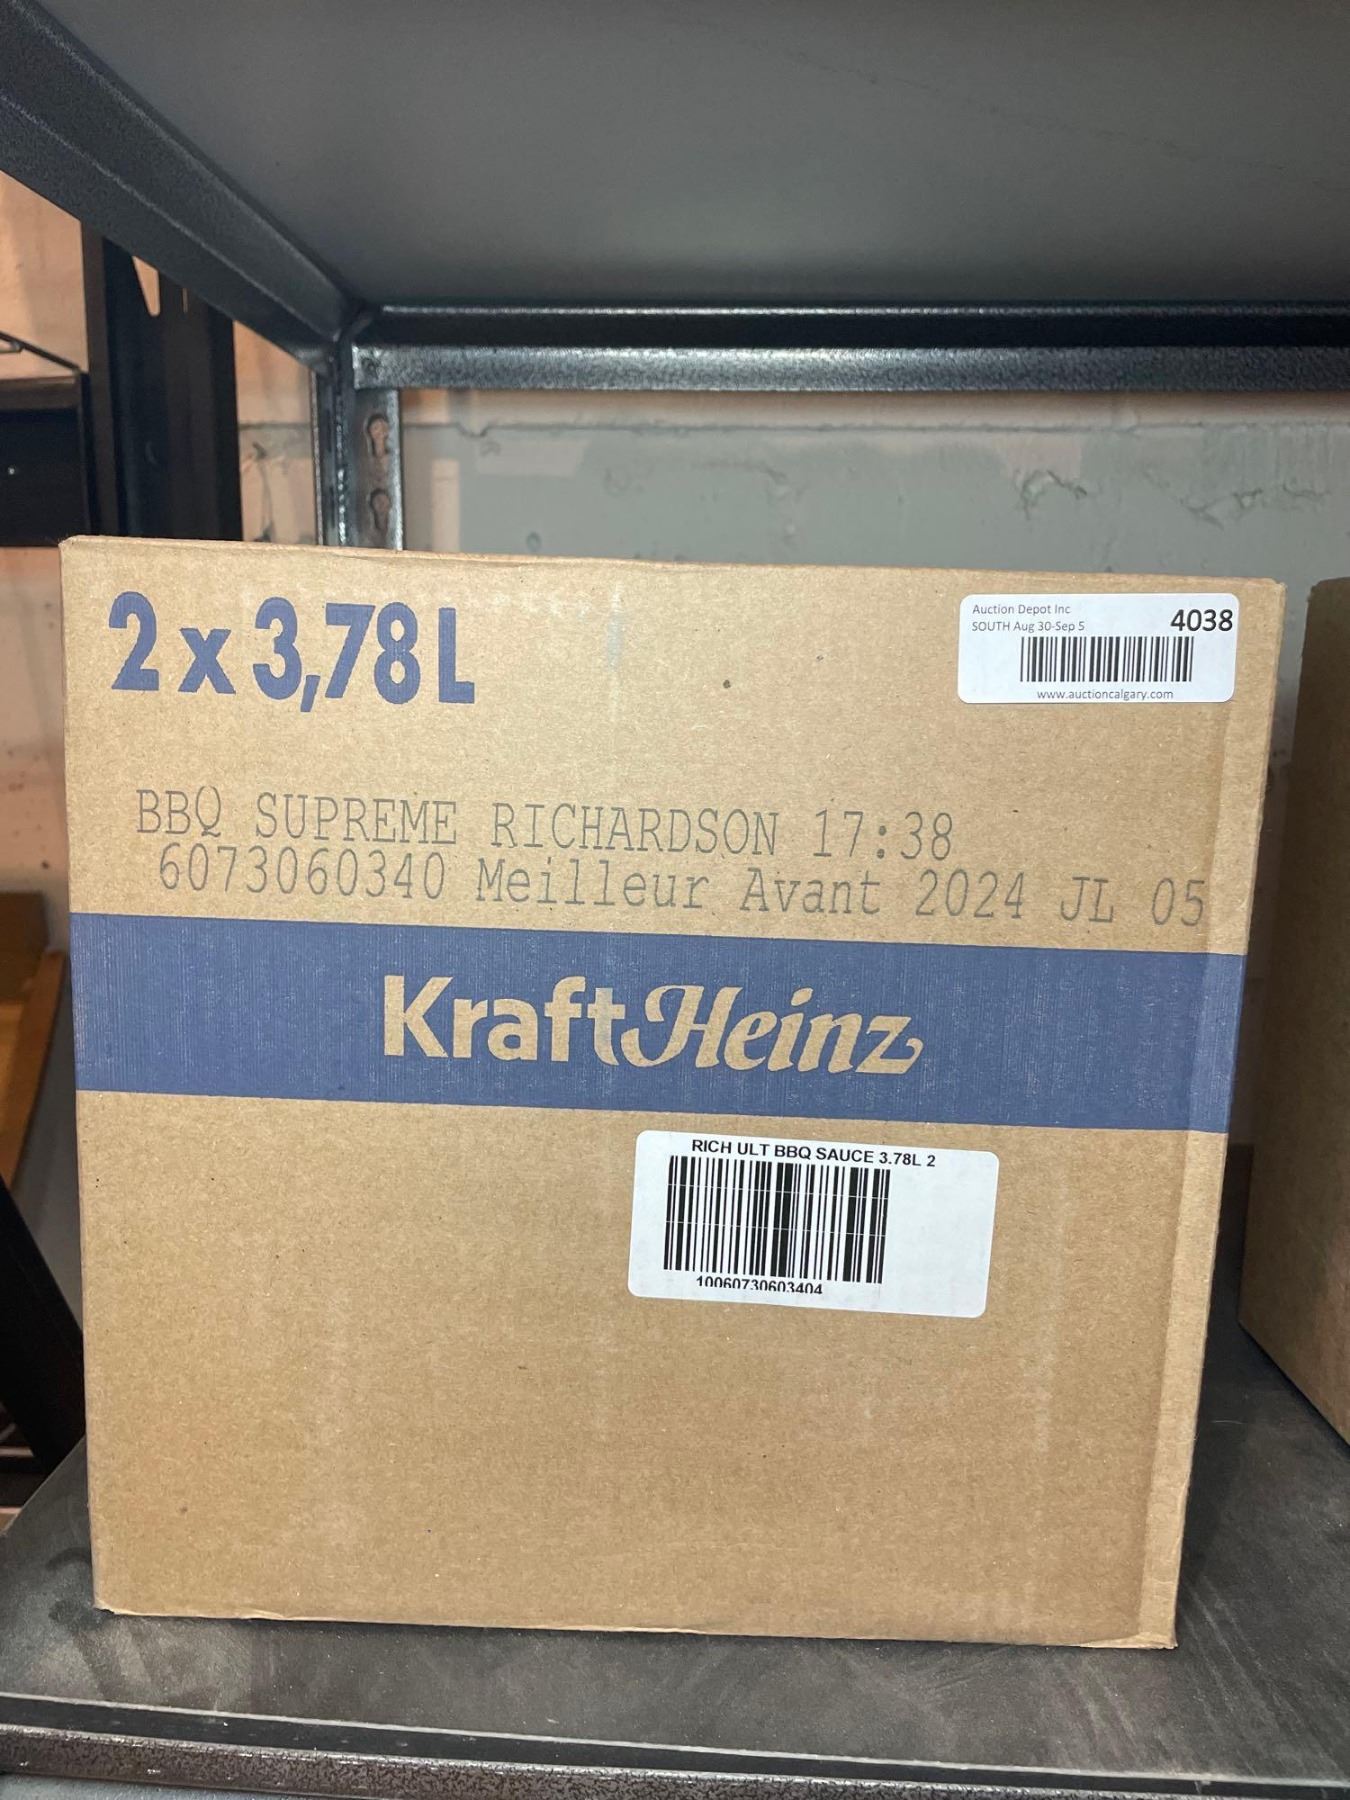 2 x 3,78L
Auction Depot Inc
4038
SOUTH Aug 30-Sep 5
www.auctioncalgary.com
BBQ SUPREME RICHARDSON 17:38
6073060340 Meilleur Avant 2024 JL 05
KraftHeinz
RICH ULT BBQ SAUCE 3.78L 2
10060730603404